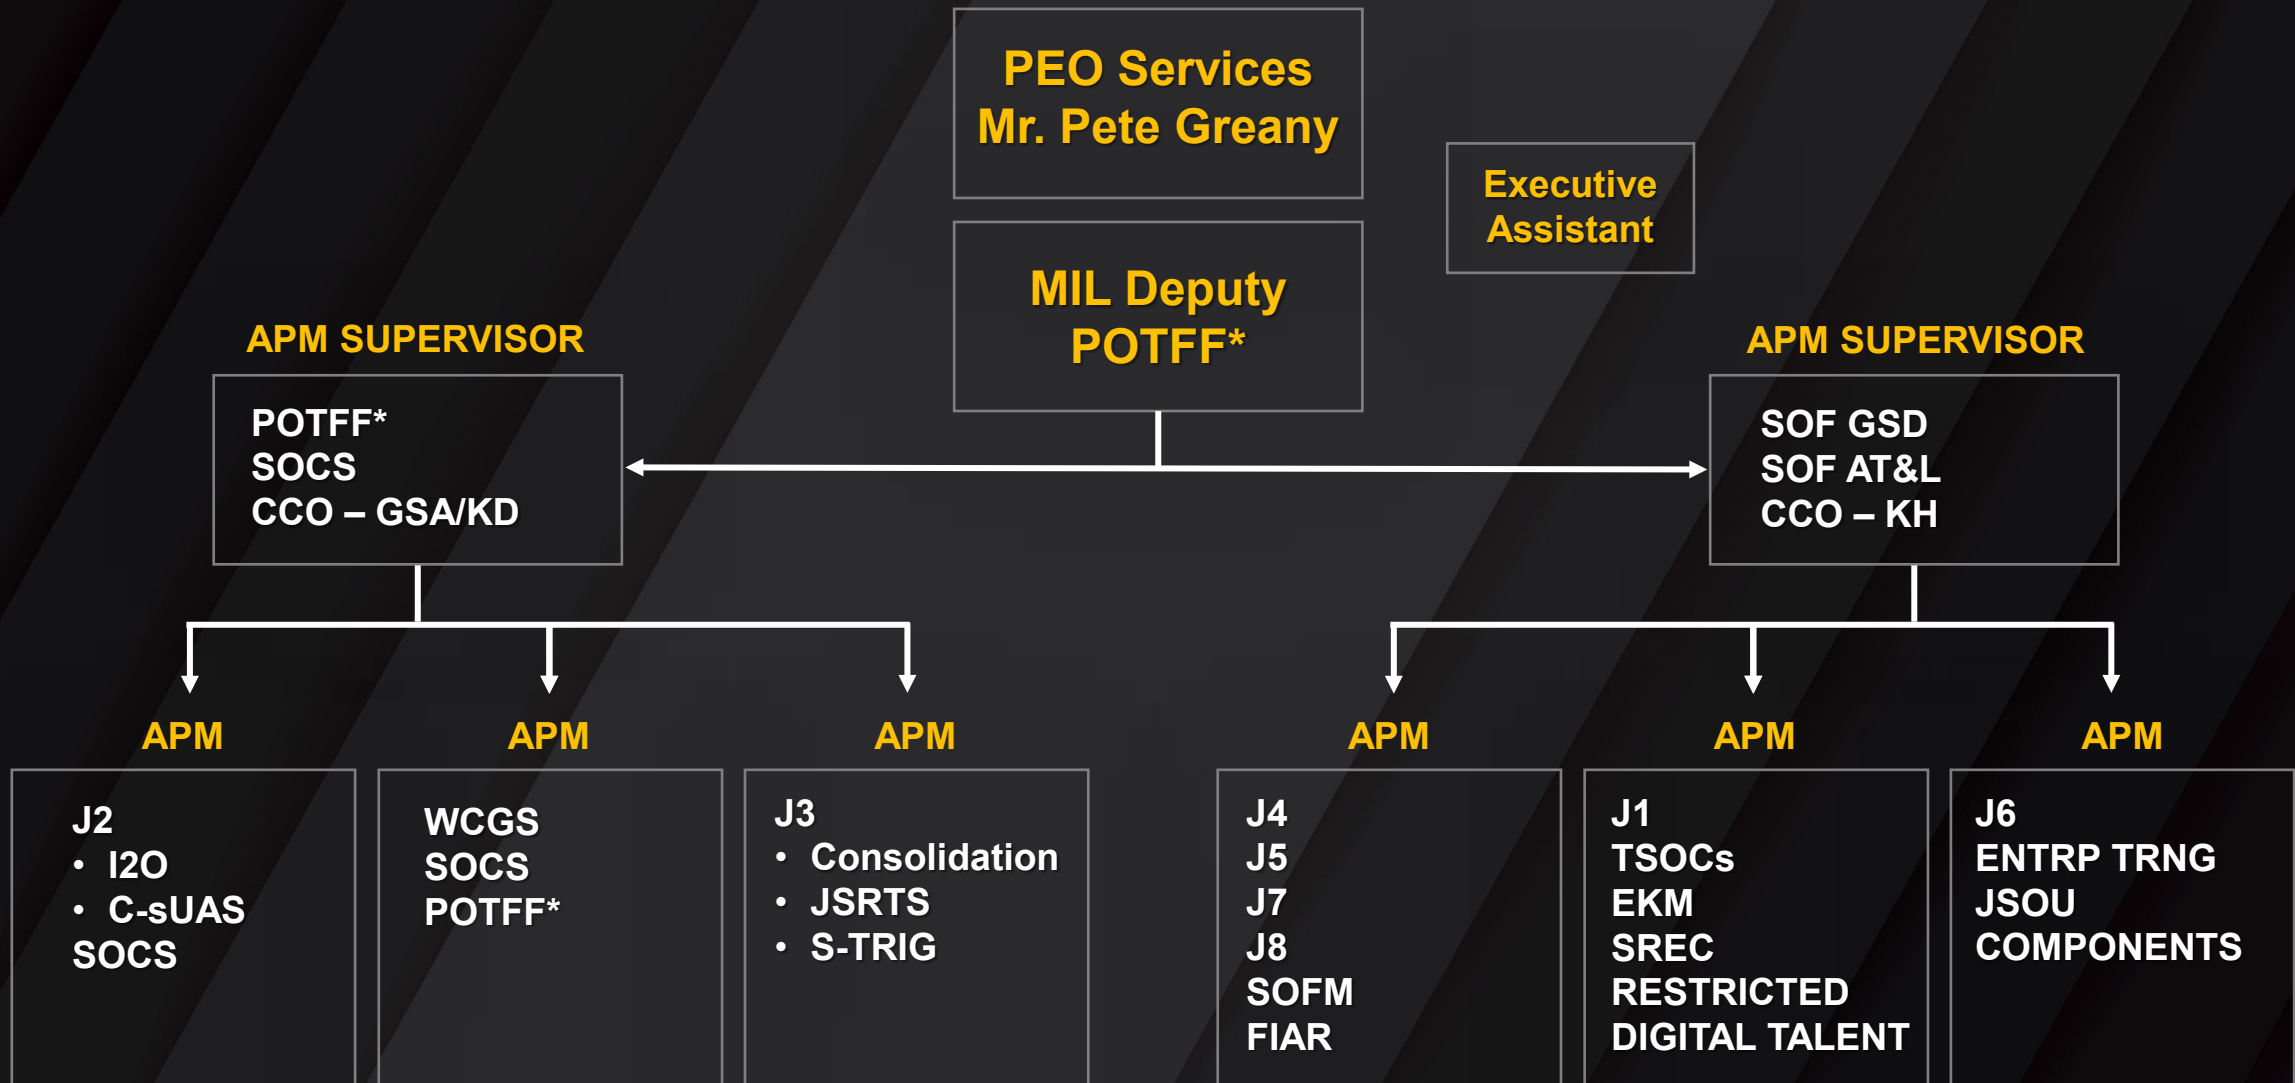 PEO Services
Mr. Pete Greany
Executive
Assistant
MIL Deputy
POTFF*
APM SUPERVISOR
POTFF*
SOCS
CCO – GSA/KD
APM SUPERVISOR
SOF GSD
SOF AT&L
CCO – KH
APM
J2
• I2O
• C-sUAS
SOCS
APM
WCGS
SOCS
POTFF*
APM
J3
• Consolidation
• JSRTS
• S-TRIG
APM
J4
J5
J7
J8
SOFM
FIAR
APM
J1
TSOCs
EKM
SREC
RESTRICTED
DIGITAL TALENT
APM
J6
ENTRP TRNG
JSOU
COMPONENTS